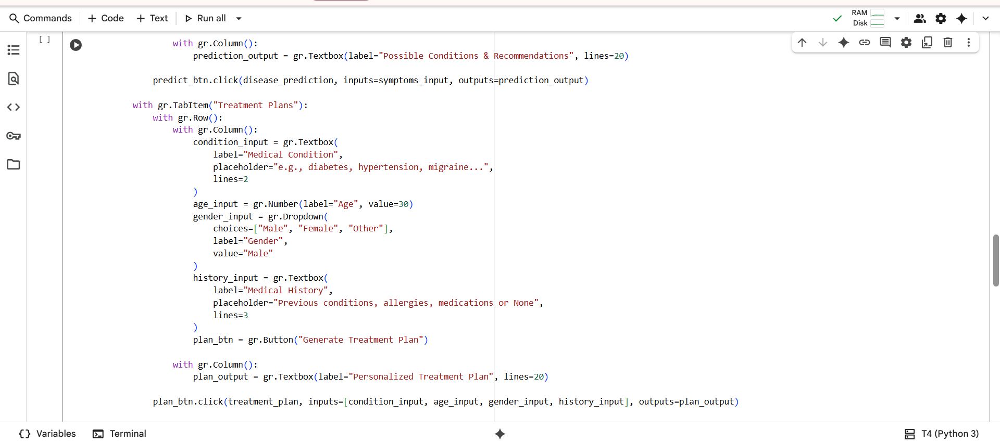 Commands + Code + Text Run all
RAM
Disk
[ ]
with gr.Column():
prediction_output = gr.Textbox(label="Possible Conditions & Recommendations", lines=20)
predict_btn.click(disease_prediction, inputs=symptoms_input, outputs=prediction_output)
with gr.TabItem("Treatment Plans"):
with gr.Row():
with gr.Column():
condition_input = gr.Textbox(
label="Medical Condition",
placeholder="e.g., diabetes, hypertension, migraine...",
lines=2
)
age_input = gr.Number(label="Age", value=30)
gender_input = gr.Dropdown(
choices=["Male", "Female", "Other"],
label="Gender",
value="Male"
)
history_input = gr.Textbox(
label="Medical History",
placeholder="Previous conditions, allergies, medications or None",
lines=3
)
plan_btn = gr.Button("Generate Treatment Plan")
with gr.Column():
plan_output = gr.Textbox(label="Personalized Treatment Plan", lines=20)
plan_btn.click(treatment_plan, inputs=[condition_input, age_input, gender_input, history_input], outputs=plan_output)
Variables Terminal T4 (Python 3)